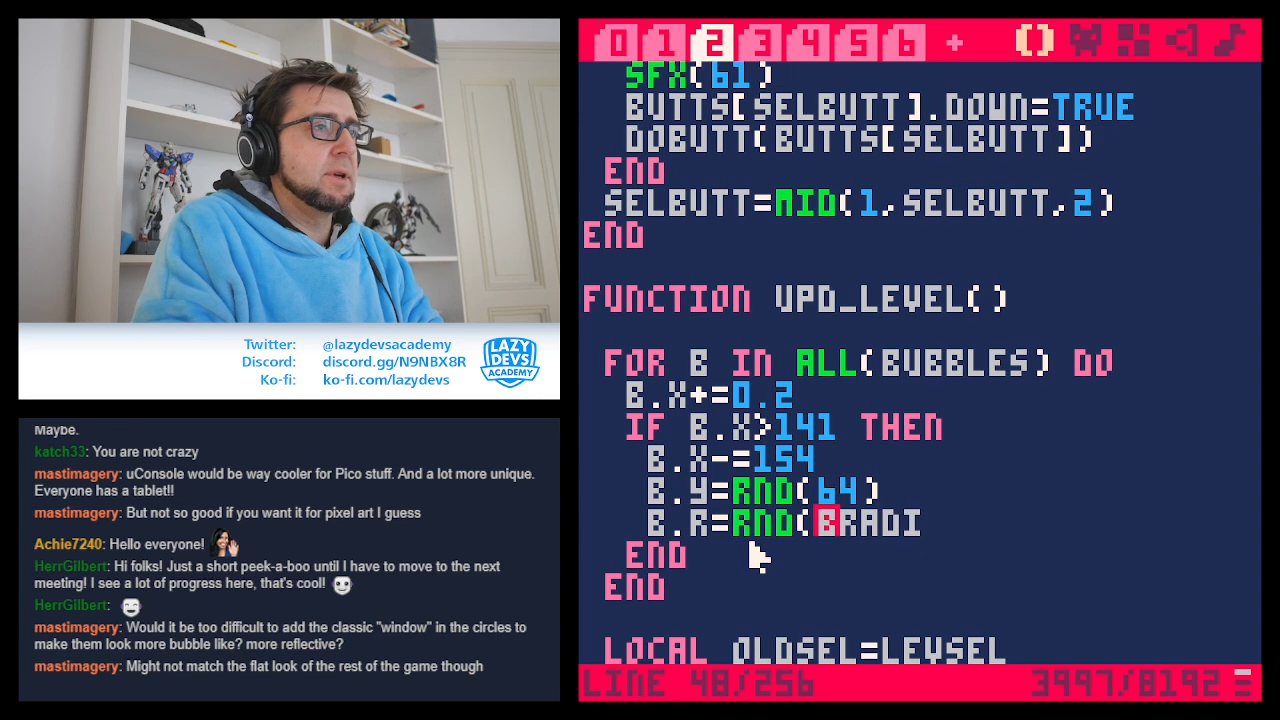 Twitter: @lazydevsacademy
Discord: discord.gg/N9NBX8R
Ko-fi: ko-fi.com/lazydevs
LAZY
DEVS
ACADEMY
Maybe.
katch33: You are not crazy
mastimagery: uConsole would be way cooler for Pico stuff. And a lot more unique.
Everyone has a tablet!!
mastimagery: But not so good if you want it for pixel art I guess
Achie7240: Hello everyone!
HerrGilbert: Hi folks! Just a short peek-a-boo until I have to move to the next
meeting! I see a lot of progress here, that's cool!
HerrGilbert:
mastimagery: Would it be too difficult to add the classic "window" in the circles to
make them look more bubble like? more reflective?
mastimagery: Might not match the flat look of the rest of the game though
0 1 2 3 4 5 6 + ()
SFX(61)
BUTTS[SELBUTT].DOWN=TRUE
DOBUTT(BUTTS[SELBUTT])
END
SELBUTT=MID(1,SELBUTT,2)
END
FUNCTION UPD_LEVEL()
FOR B IN ALL(BUBBLES) DO
B.X+=0.2
IF B.X>141 THEN
B.X-=154
B.Y=RND(64)
B.R=RND(BRADI
END
END
LOCAL OLDSEL=LEVSEL
LINE 48/256 3997/8192